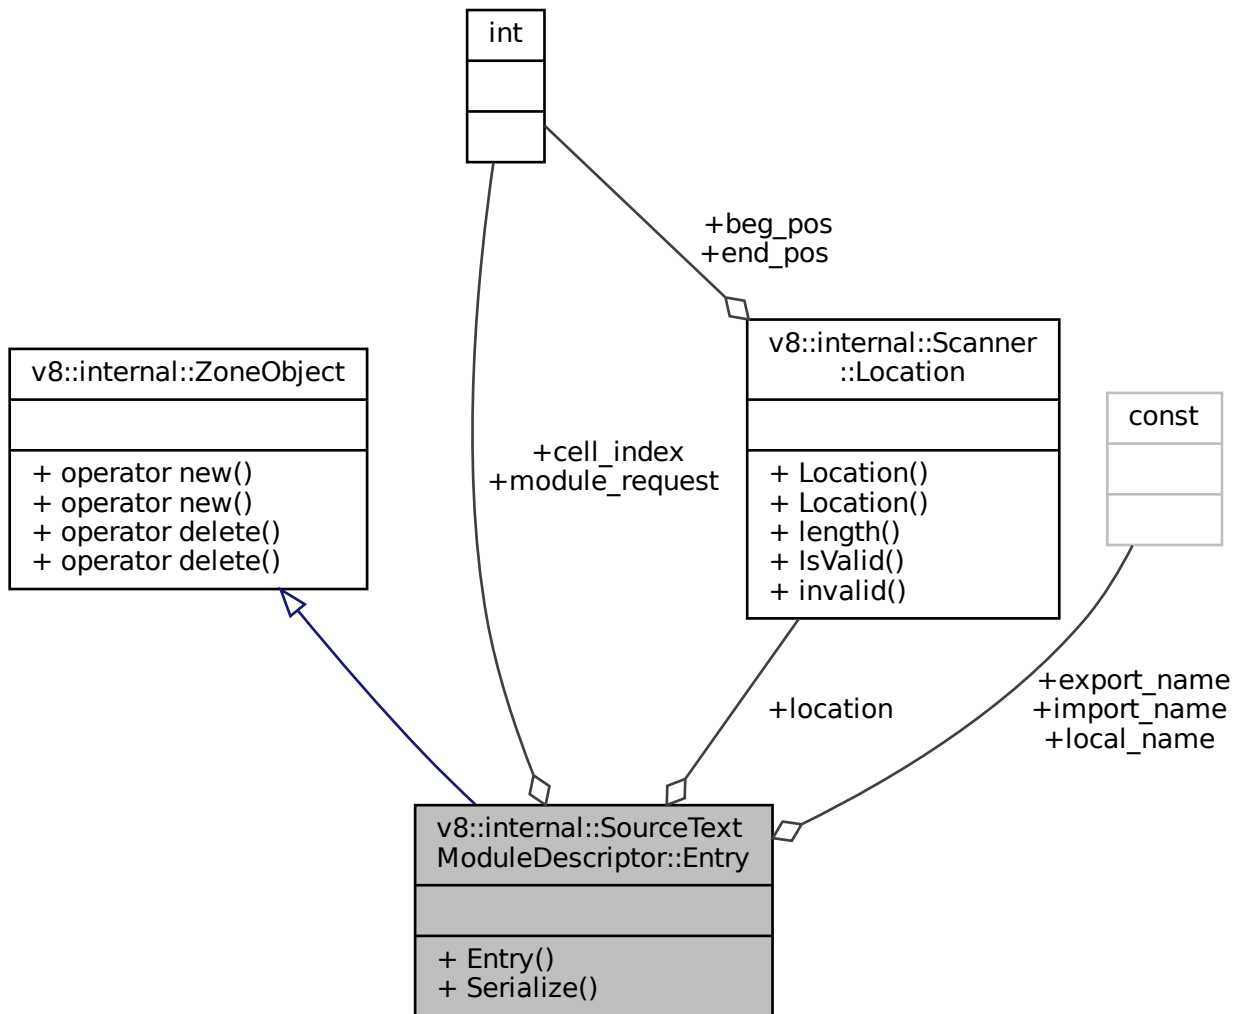 int
+beg_pos
+end_pos
v8::internal::Scanner
::Location
+ Location()
+ Location()
+ length()
+ IsValid()
+ invalid()
v8::internal::ZoneObject
+ operator new()
+ operator new()
+ operator delete()
+ operator delete()
const
+cell_index
+module_request
+location
+export_name
+import_name
+local_name
v8::internal::SourceText
ModuleDescriptor::Entry
+ Entry()
+ Serialize()